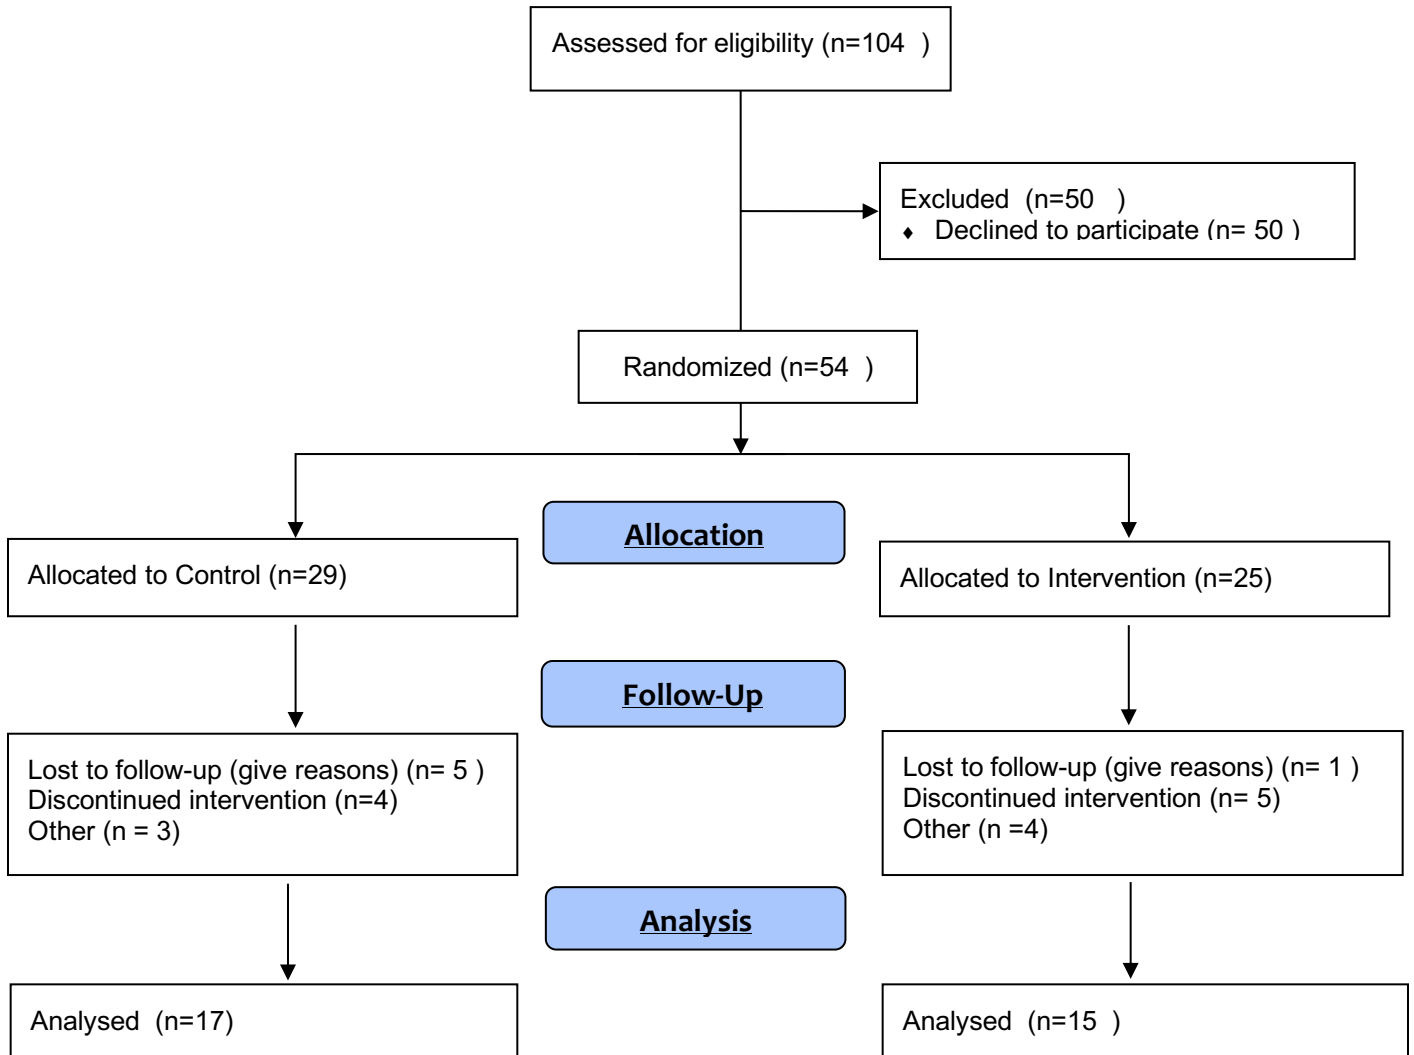 Assessed for eligibility (n=104  )
Excluded  (n=50   )
♦ Declined to participate (n= 50 )
Randomized (n=54  )
Allocation
Allocated to Control (n=29)
Allocated to Intervention (n=25)
Follow-Up
Lost to follow-up (give reasons) (n= 5 )
Discontinued intervention (n=4)
Other (n = 3)
Lost to follow-up (give reasons) (n= 1 )
Discontinued intervention (n= 5)
Other (n =4)
Analysis
Analysed  (n=17)
Analysed  (n=15  )